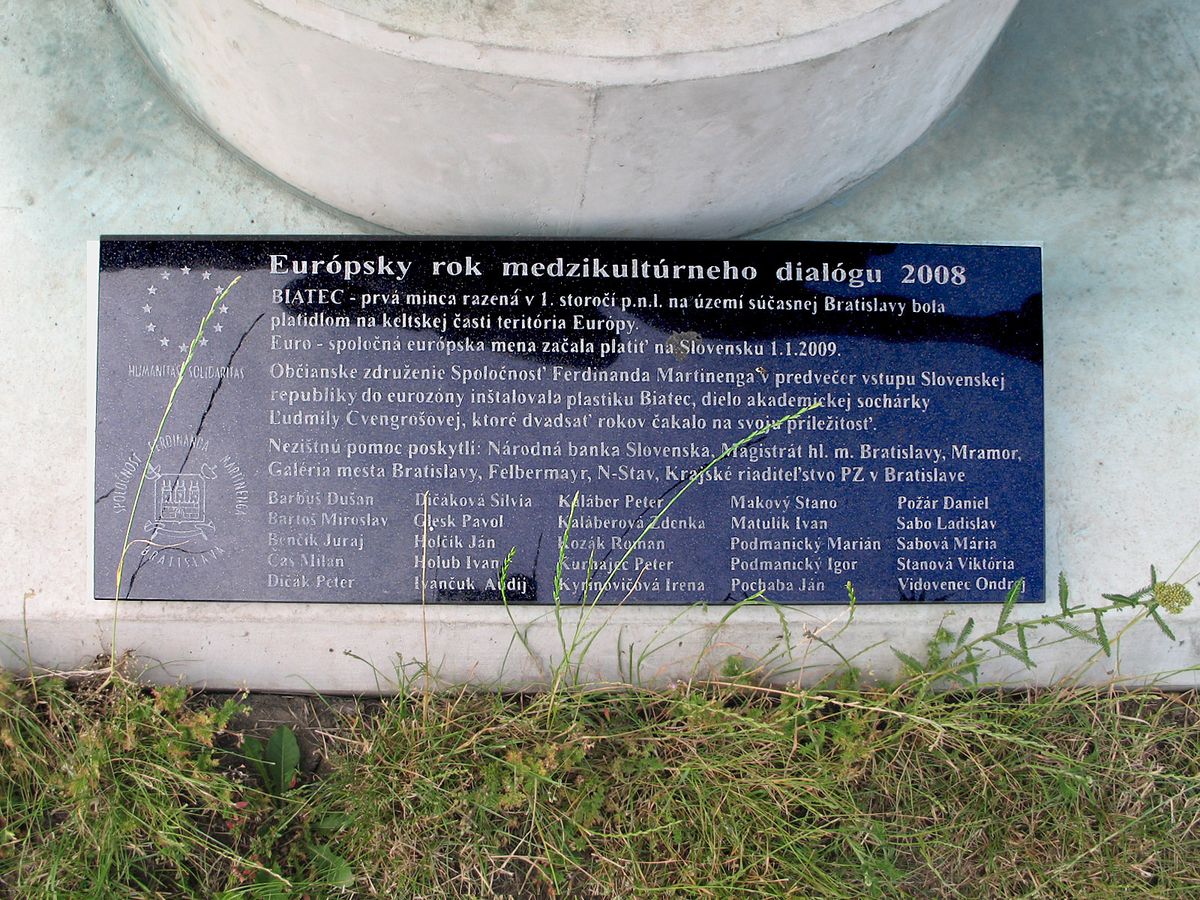 Európsky rok medzikultúrneho dialógu 2008
BIATEC - prvá minca razená v 1. storočí p.n.l. na území súčasnej Bratislavy bola
platidlom na keltskej časti teritória Európy.
Euro - spoločná európska mena začala platiť na Slovensku 1.1.2009.
HUMANITAS SOLIDARITAS
Občianske združenie Spoločnosť Ferdinanda Martinenga v predvečer vstupu Slovenskej
republiky do eurozóny inštalovala plastiku Biatec, dielo akademickej sochárky
Ľudmily Cvengrošovej, ktoré dvadsať rokov čakalo na svoju príležitosť.
Nezištnú pomoc poskytli: Národná banka Slovenska, Magistrát hl. m. Bratislavy, Mramor,
Galéria mesta Bratislavy, Felbermayr, N-Stav, Krajské riaditeľstvo PZ v Bratislave
SPOLOČNOSŤ FERDINANDA MARTINENGA
BRATISLAVA
Barbuš Dušan Dičáková Silvia Kaláber Peter Makový Stano Požár Daniel
Bartoš Miroslav Glesk Pavol Kaláberová Zdenka Matulík Ivan Sabo Ladislav
Benčík Juraj Holčík Ján Kozák Roman Podmanický Marián Sabová Mária
Čas Milan Holub Ivan Kurhajec Peter Podmanický Igor Stanová Viktória
Dičák Peter Ivančuk Andij Kyrinovičová Irena Pochaba Ján Vidovenec Ondrej